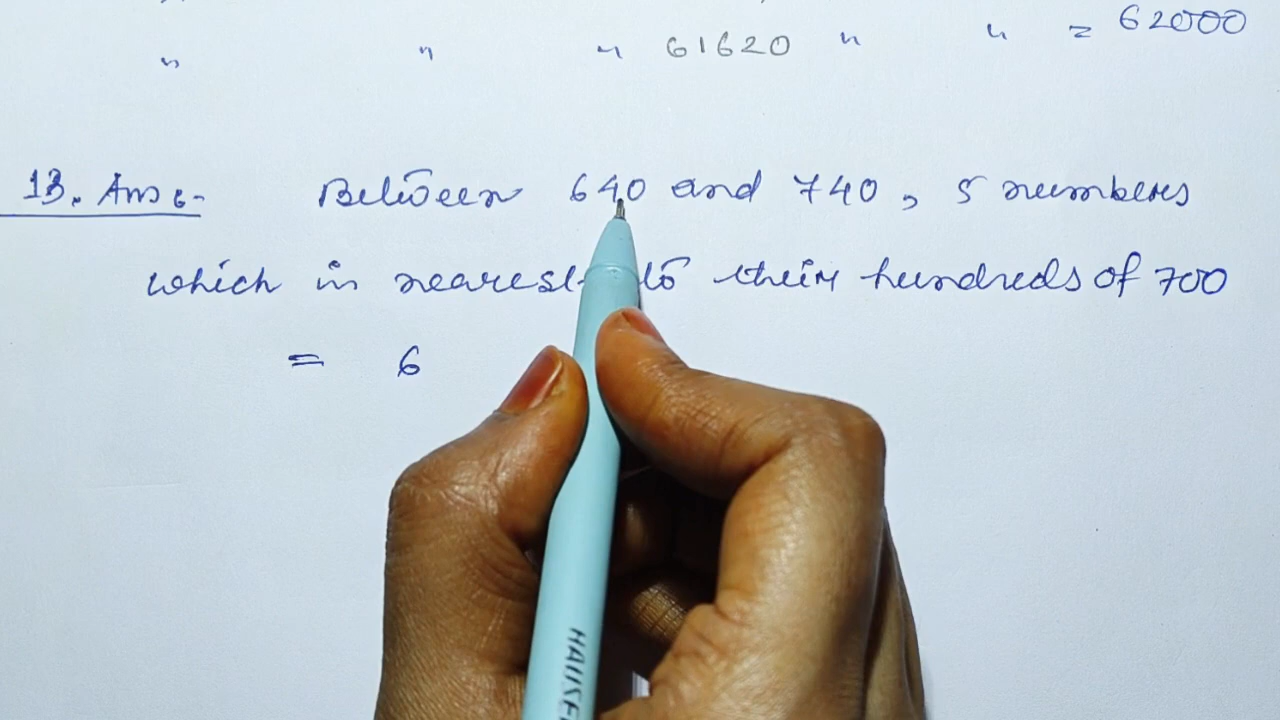 " " " 61620 " " = 62000
13. Ans:- Between 640 and 740, 5 numbers
which is nearest to their hundreds of 700
= 6
HAUSE